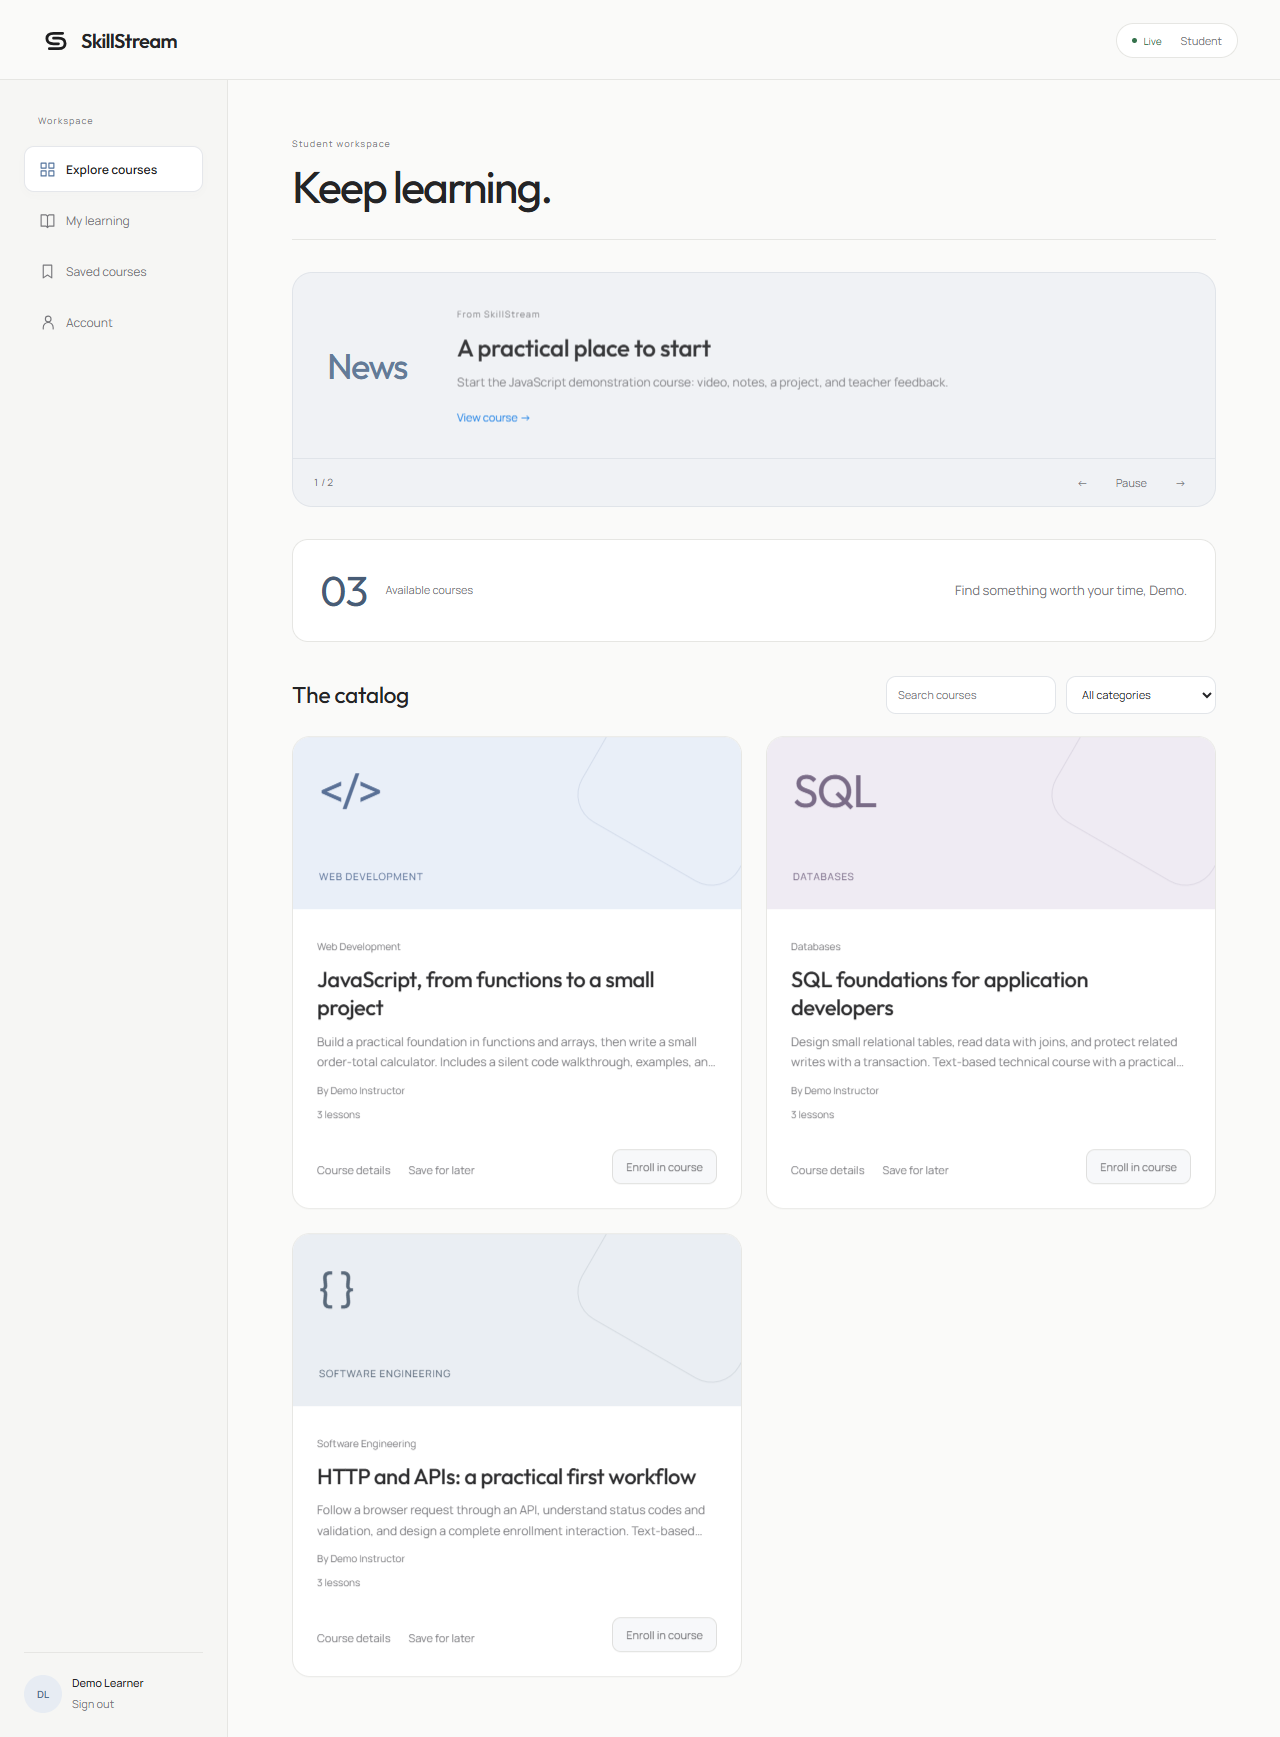 SkillStream
Live Student
Workspace
Explore courses
My learning
Saved courses
Account
Student workspace
Keep learning.
News
From SkillStream
A practical place to start
Start the JavaScript demonstration course: video, notes, a project, and teacher feedback.
View course →
1 / 2
← Pause →
03 Available courses
Find something worth your time, Demo.
The catalog
Search courses
All categories
</>
WEB DEVELOPMENT
Web Development
JavaScript, from functions to a small
project
Build a practical foundation in functions and arrays, then write a small
order-total calculator. Includes a silent code walkthrough, examples, an...
By Demo Instructor
3 lessons
Course details Save for later Enroll in course
SQL
DATABASES
Databases
SQL foundations for application
developers
Design small relational tables, read data with joins, and protect related
writes with a transaction. Text-based technical course with a practical...
By Demo Instructor
3 lessons
Course details Save for later Enroll in course
{ }
SOFTWARE ENGINEERING
Software Engineering
HTTP and APIs: a practical first workflow
Follow a browser request through an API, understand status codes and
validation, and design a complete enrollment interaction. Text-based...
By Demo Instructor
3 lessons
Course details Save for later Enroll in course
DL
Demo Learner
Sign out